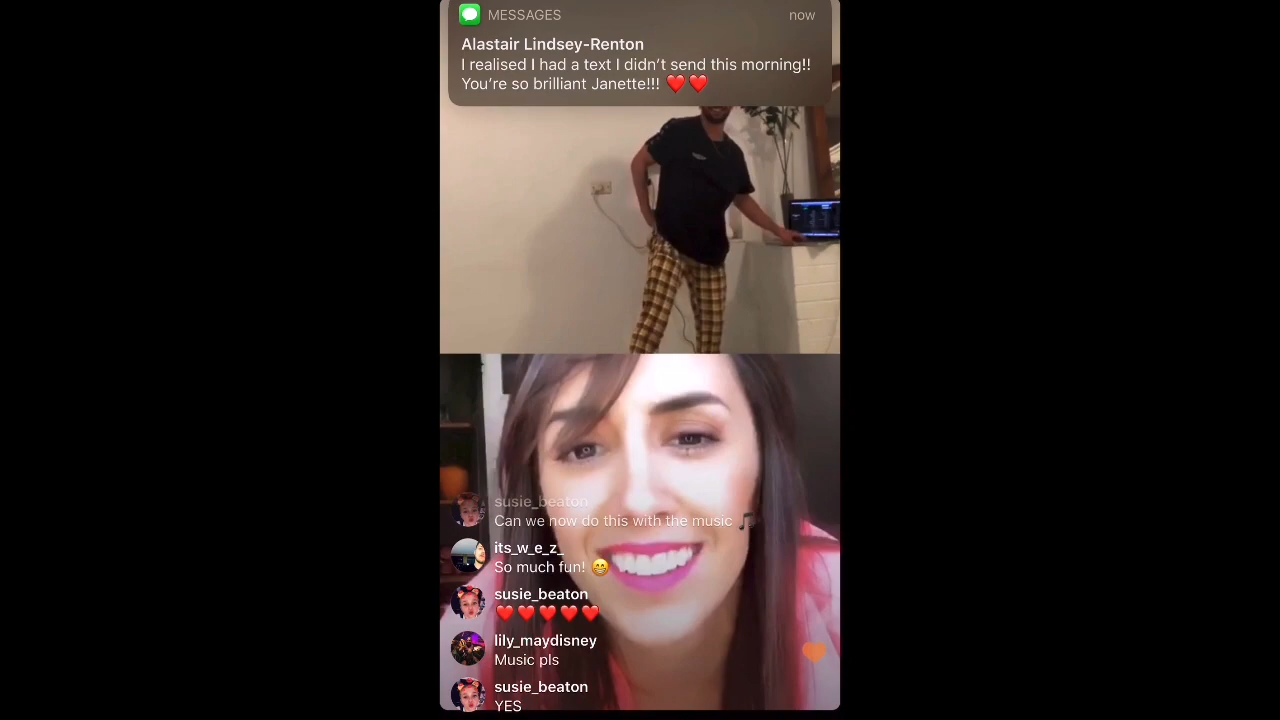 MESSAGES now
Alastair Lindsey-Renton
I realised I had a text I didn’t send this morning!!
You’re so brilliant Janette!!! ❤️❤️
susie_beaton
Can we now do this with the music 🎵
its_w_e_z_
So much fun! 😁
susie_beaton
❤️❤️❤️❤️❤️
lily_maydisney
Music pls
susie_beaton
YES